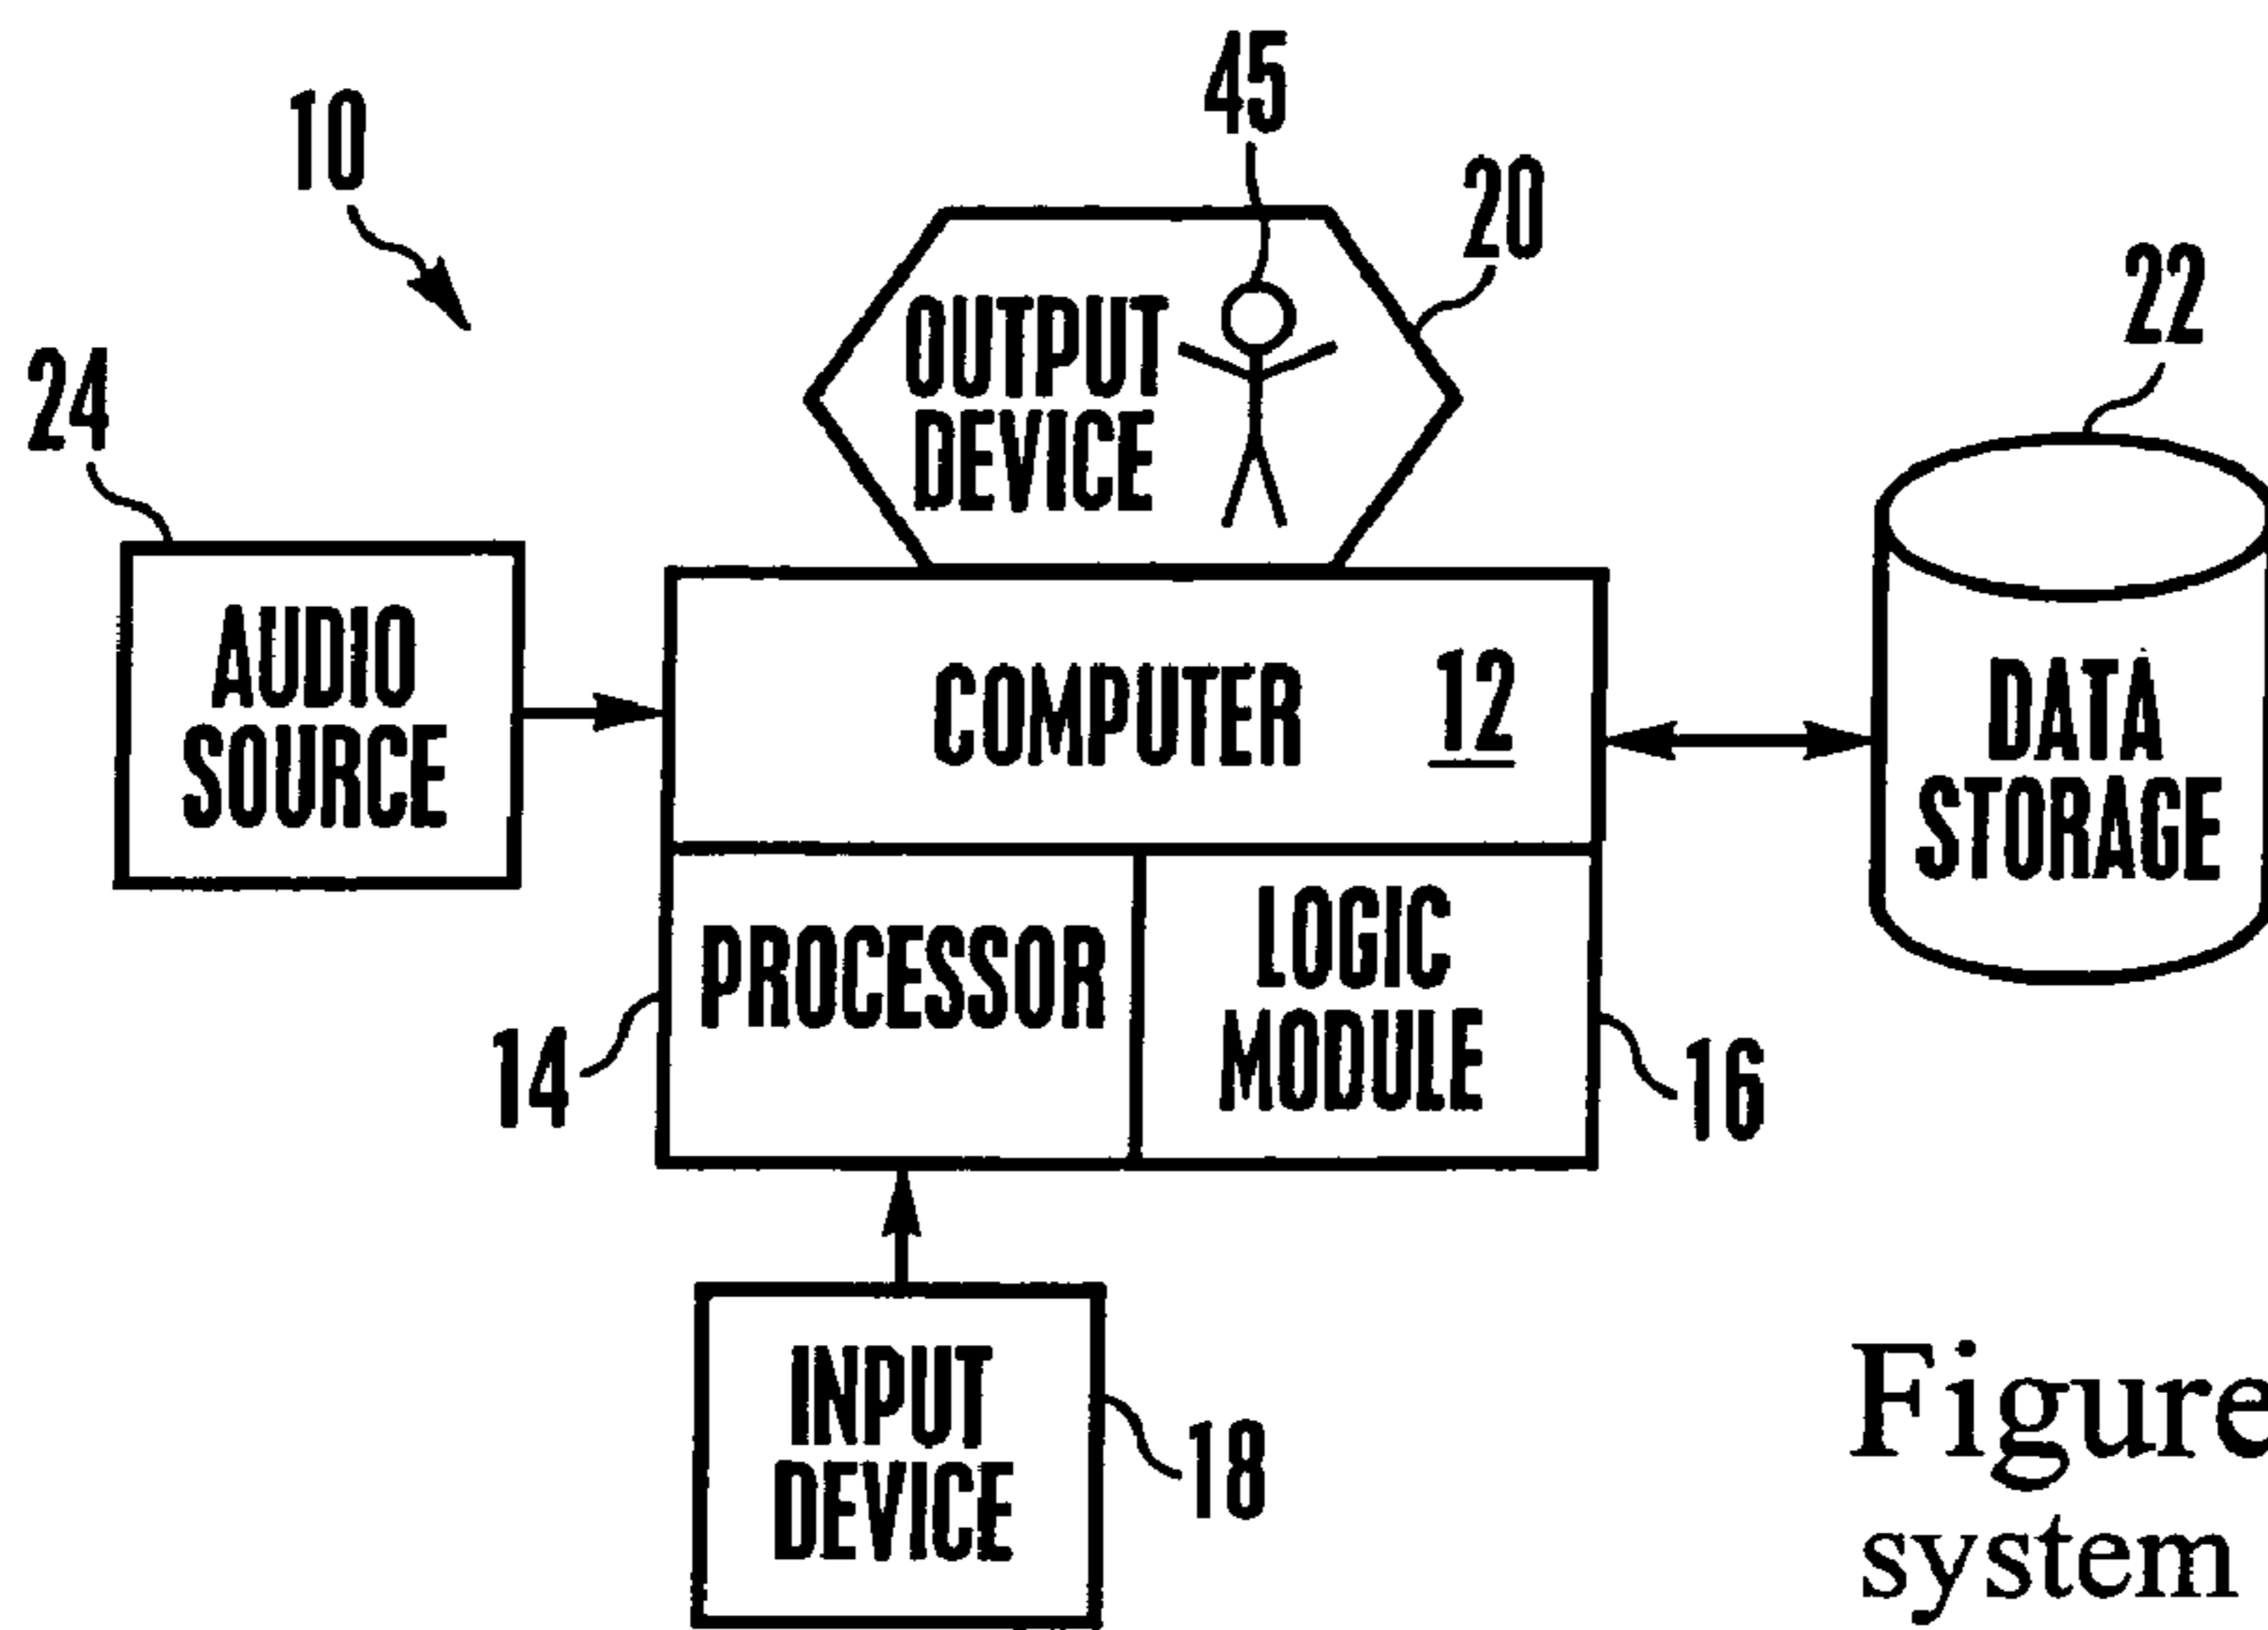 10
45
20
22
24
OUTPUT
DEVICE
AUDIO
SOURCE
COMPUTER 12
DATA
STORAGE
PROCESSOR
LOGIC
MODULE
14
16
INPUT
DEVICE
18
Figure
system